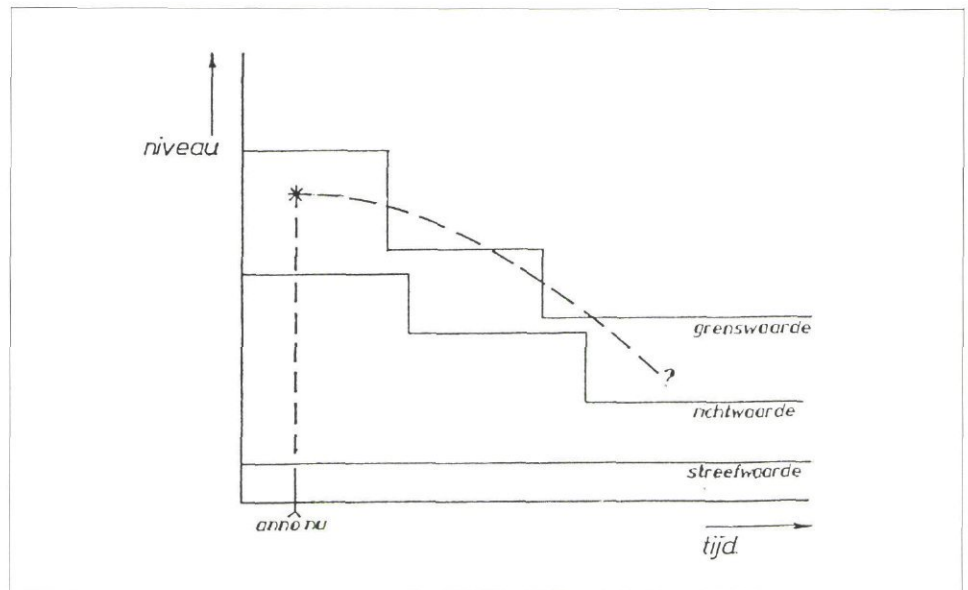 niveau
*
?
grenswaarde
richtwaarde
streefwaarde
anno nu
tijd.